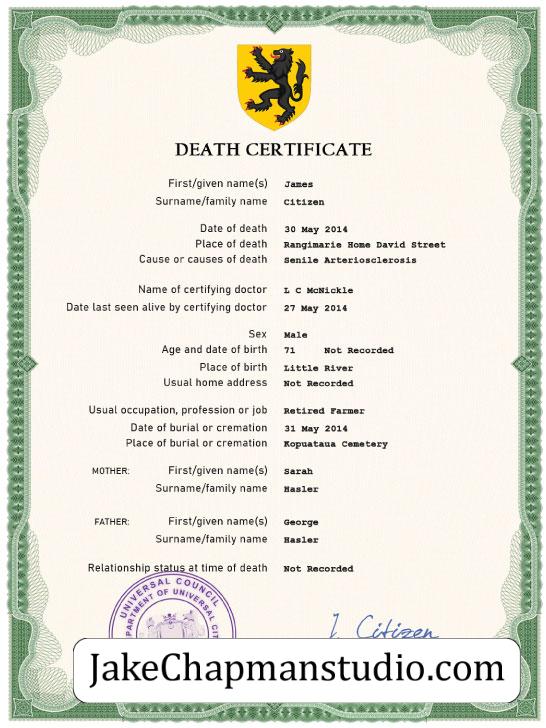 DEATH CERTIFICATE
First/given name(s) James
Surname/family name Citizen
Date of death 30 May 2014
Place of death Rangimarie Home David Street
Cause or causes of death Senile Arteriosclerosis
Name of certifying doctor L C McNickle
Date last seen alive by certifying doctor 27 May 2014
Sex Male
Age and date of birth 71 Not Recorded
Place of birth Little River
Usual home address Not Recorded
Usual occupation, profession or job Retired Farmer
Date of burial or cremation 31 May 2014
Place of burial or cremation Kopuataua Cemetery
MOTHER: First/given name(s) Sarah
Surname/family name Hasler
FATHER: First/given name(s) George
Surname/family name Hasler
Relationship status at time of death Not Recorded
UNIVERSAL COUNCIL
PARTMENT OF UNIVERSAL CIT
J Citizen
JakeChapmanstudio.com